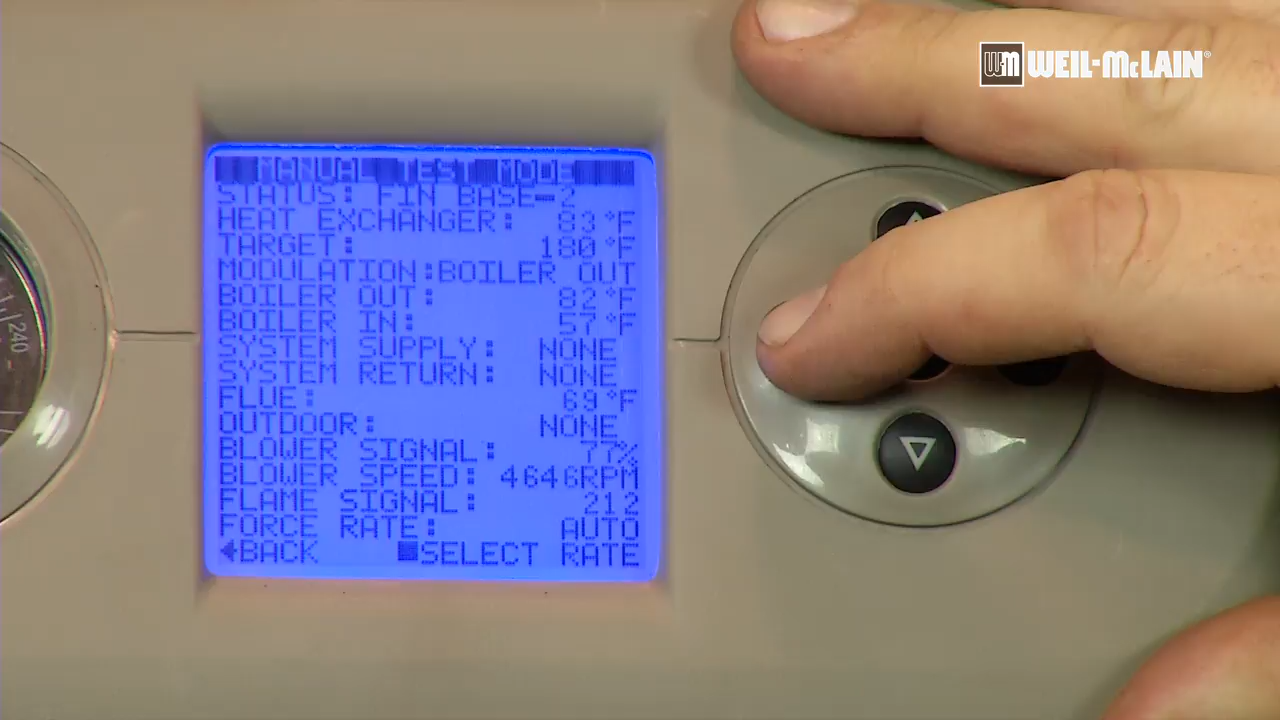 WM WEIL-McLAIN®
MANUAL TEST MODE
STATUS: FIN BASE-2
HEAT EXCHANGER: 83°F
TARGET: 180°F
MODULATION:BOILER OUT
BOILER OUT: 82°F
BOILER IN: 57°F
SYSTEM SUPPLY: NONE
SYSTEM RETURN: NONE
FLUE: 69°F
OUTDOOR: NONE
BLOWER SIGNAL: 77%
BLOWER SPEED: 4646RPM
FLAME SIGNAL: 212
FORCE RATE: AUTO
BACK SELECT RATE
240